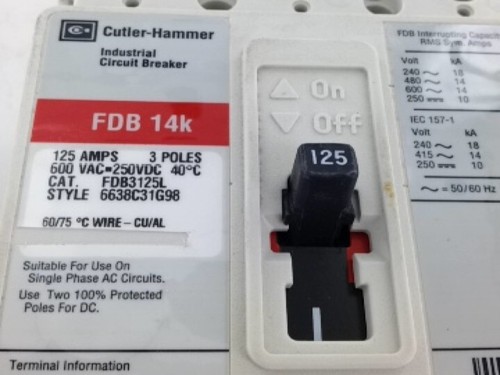 Cutler-Hammer
Industrial
Circuit Breaker
FDB 14k
125 AMPS 3 POLES
600 VAC=250VDC 40°C
CAT. FDB3125L
STYLE 6638C31G98
60/75 °C WIRE-CU/AL
Suitable For Use On
Single Phase AC Circuits.
Use Two 100% Protected
Poles For DC.
Terminal Information
On
Off
125
FDB Interrupting Capacit
RMS Sym. Amps
Volt kA
240 ~ 18
480 ~ 14
600 ~ 14
250 ⎓ 10
IEC 157-1
Volt kA
240 ~ 18
415 ~ 14
250 ⎓ 10
~ = 50/60 Hz